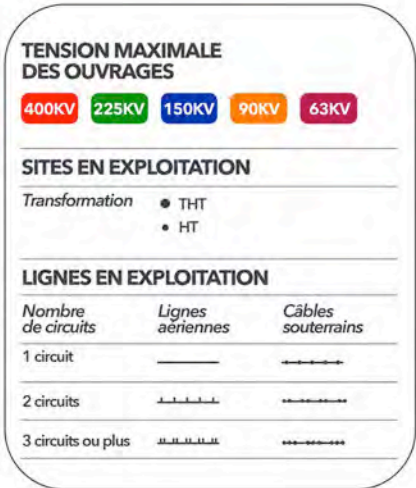 TENSION MAXIMALE
DES OUVRAGES
400KV 225KV 150KV 90KV 63KV
SITES EN EXPLOITATION
Transformation THT
HT
LIGNES EN EXPLOITATION
Nombre de circuits Lignes aériennes Câbles souterrains
1 circuit
2 circuits
3 circuits ou plus